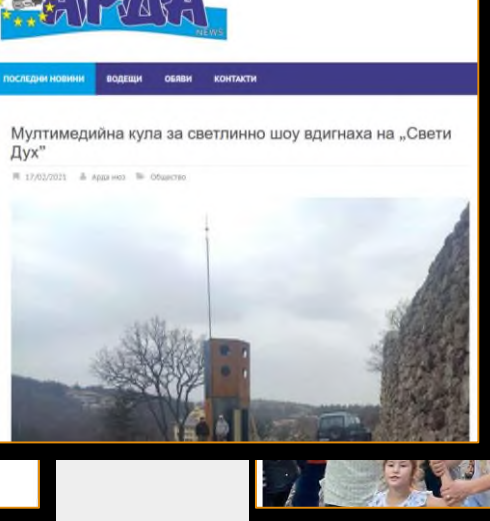 АРДА
NEWS
ПОСЛЕДНИ НОВИНИ ВОДЕЩИ ОБЯВИ КОНТАКТИ
Мултимедийна кула за светлинно шоу вдигнаха на „Свети
Дух”
17/02/2021 Арда нюз Общество